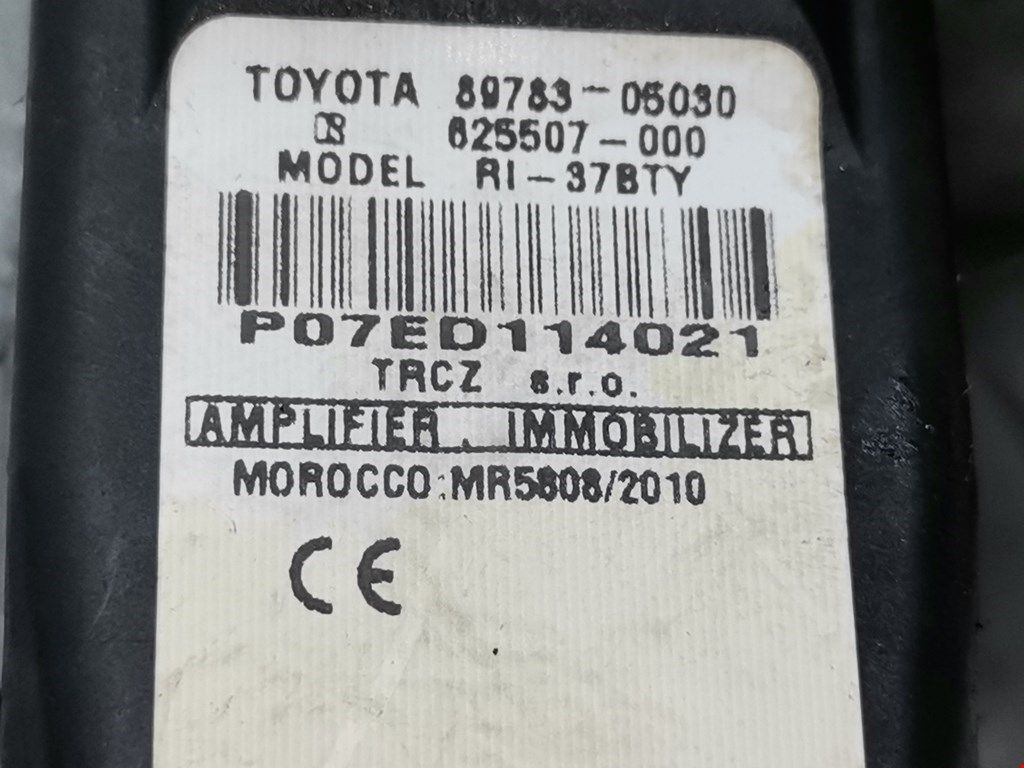 TOYOTA 89783-05030
625507-000
MODEL RI-37BTY
P07ED114021
TRCZ s.r.o.
AMPLIFIER, IMMOBILIZER
MOROCCO:MR5808/2010
CE